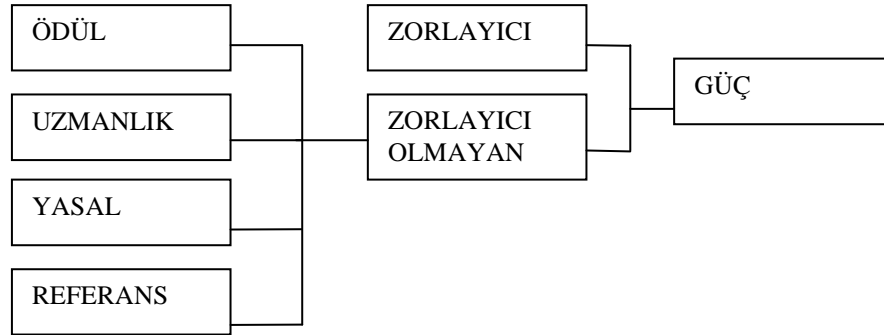 ÖDÜL
UZMANLIK
YASAL
REFERANS
ZORLAYICI
ZORLAYICI
OLMAYAN
GÜÇ